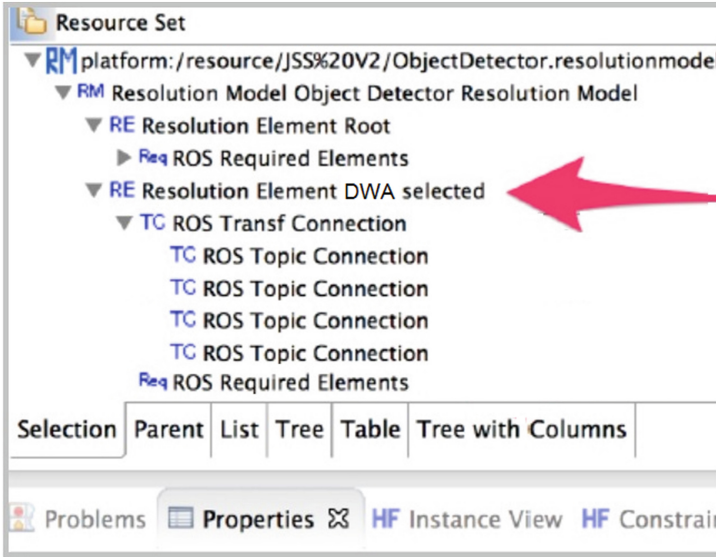 Resource Set
RM platform:/resource/JSS%20V2/ObjectDetector.resolutionmodel
RM Resolution Model Object Detector Resolution Model
RE Resolution Element Root
Req ROS Required Elements
RE Resolution Element DWA selected
TC ROS Transf Connection
TC ROS Topic Connection
TC ROS Topic Connection
TC ROS Topic Connection
TC ROS Topic Connection
Req ROS Required Elements
Selection Parent List Tree Table Tree with Columns
Problems Properties HF Instance View HF Constrain